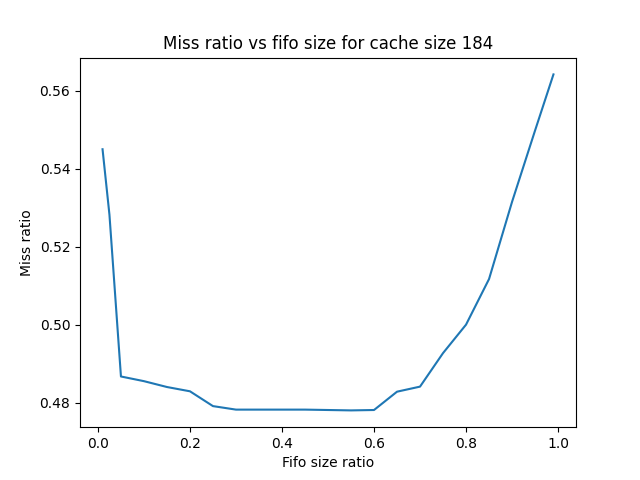 Miss ratio vs fifo size for cache size 184
0.56
0.54
0.52
0.50
0.48
Miss ratio
0.0 0.2 0.4 0.6 0.8 1.0
Fifo size ratio